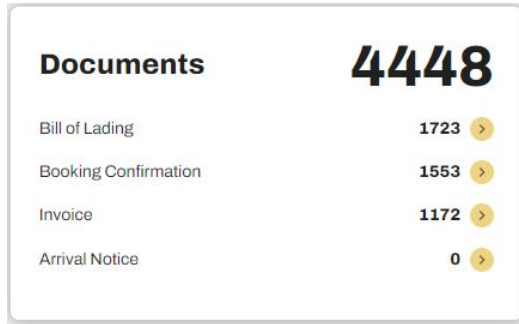 Documents 4448
Bill of Lading 1723
Booking Confirmation 1553
Invoice 1172
Arrival Notice 0